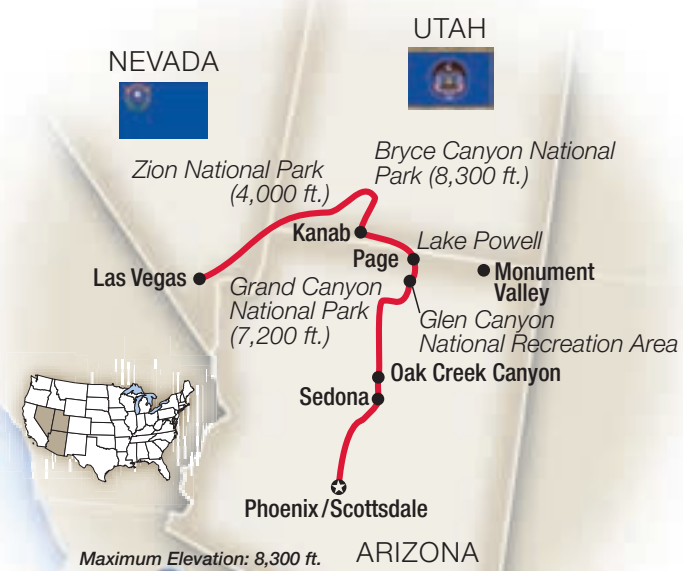 UTAH
NEVADA
Zion National Park
(4,000 ft.)
Bryce Canyon National
Park (8,300 ft.)
Kanab
Lake Powell
Page
Las Vegas
Monument
Valley
Grand Canyon
National Park
(7,200 ft.)
Glen Canyon
National Recreation Area
Oak Creek Canyon
Sedona
Phoenix/Scottsdale
Maximum Elevation: 8,300 ft.
ARIZONA